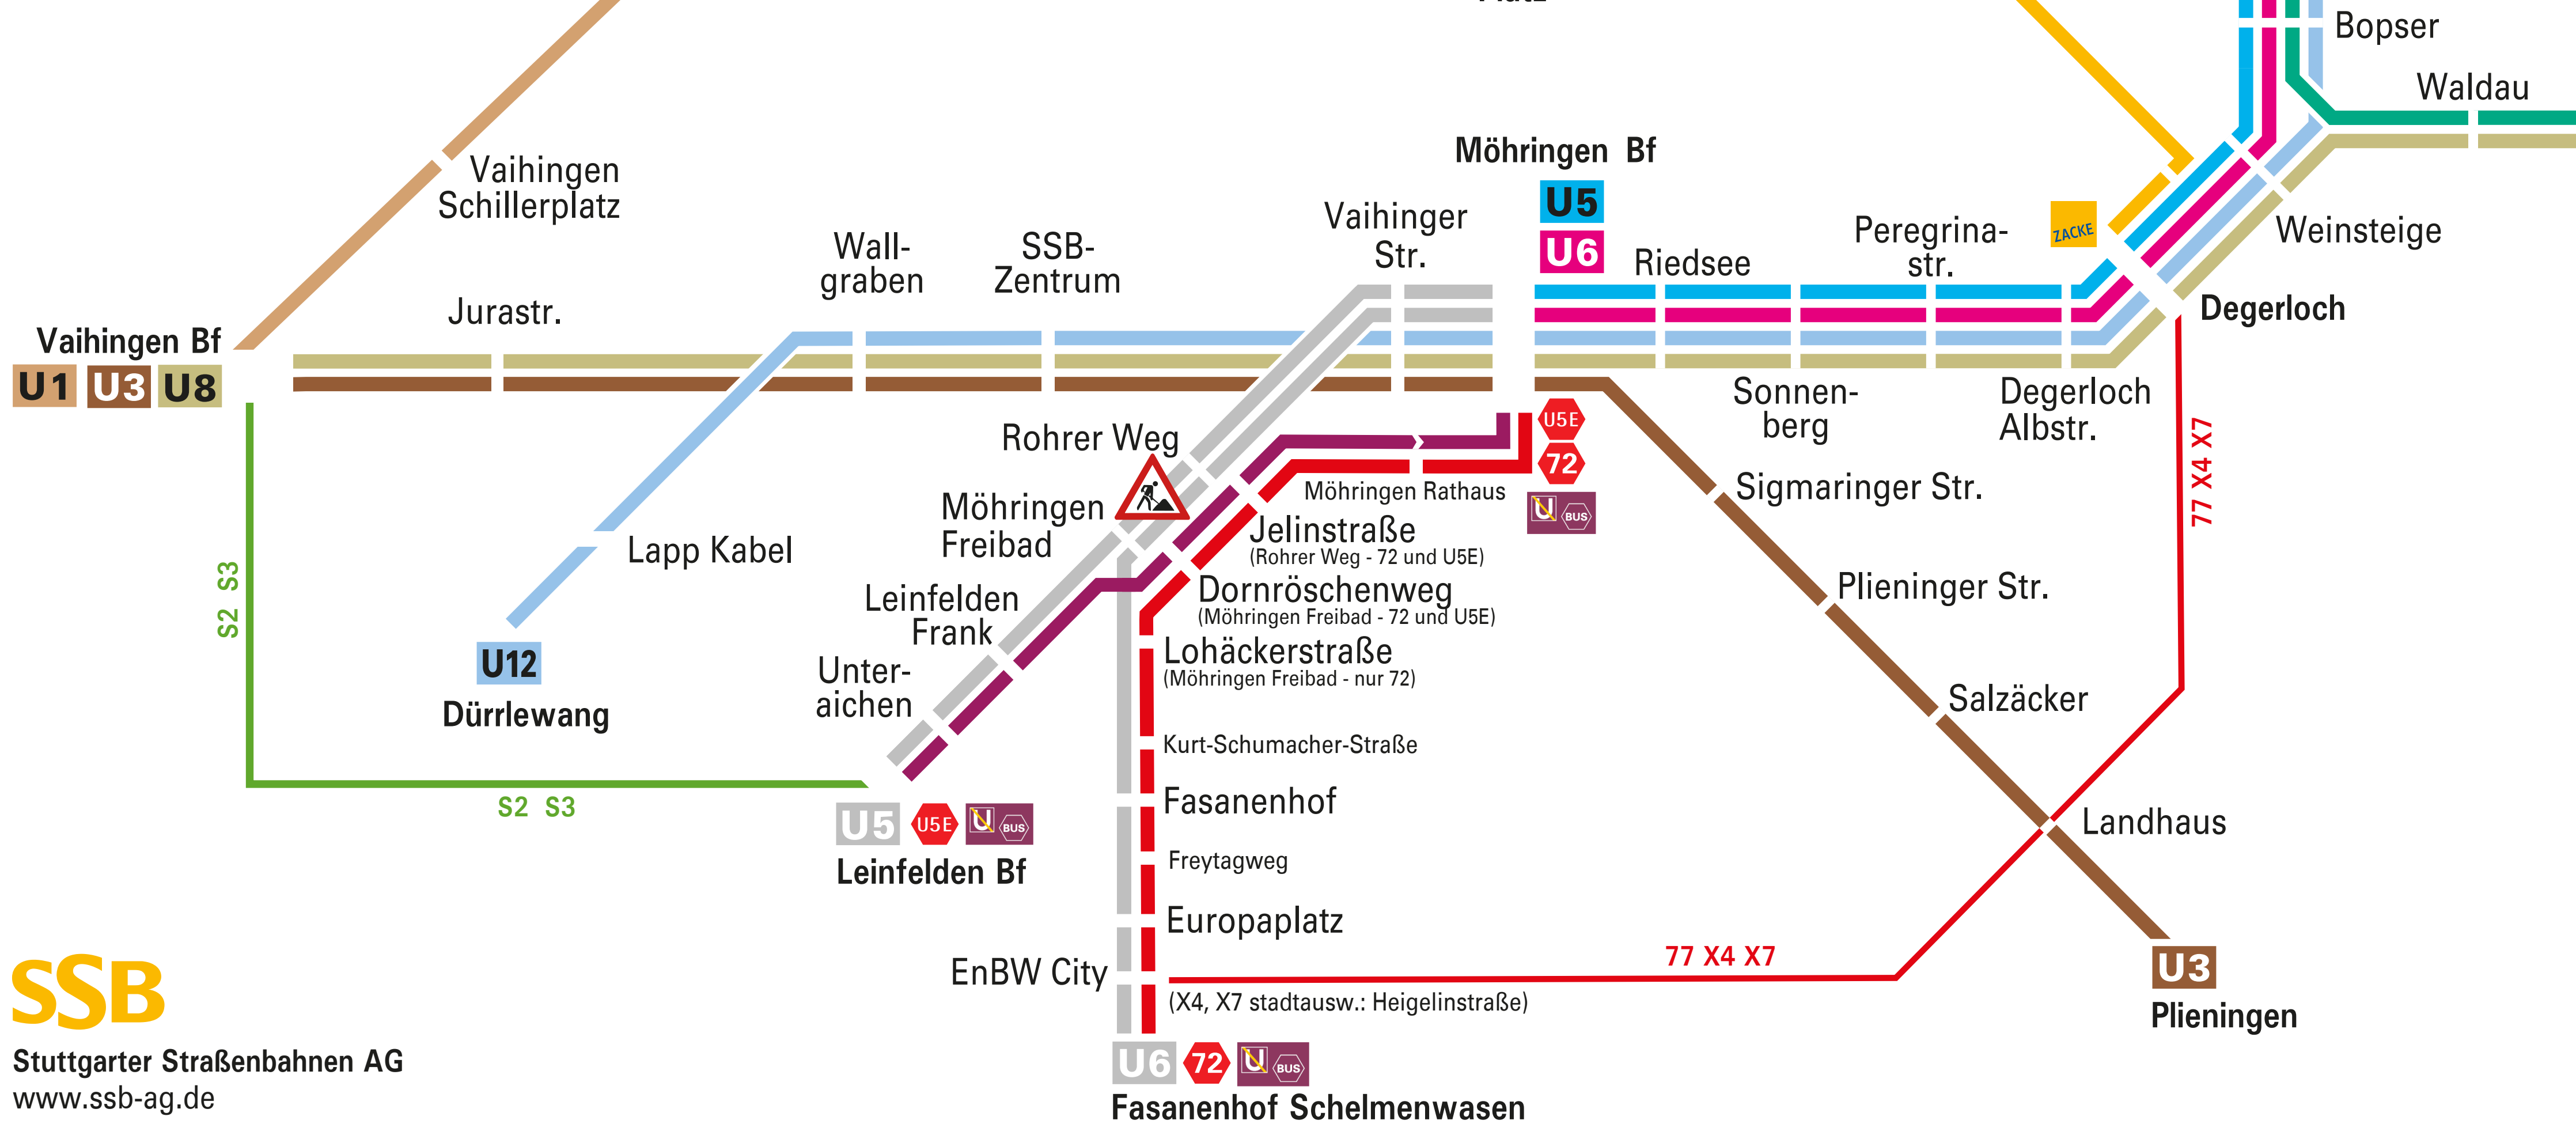 Bopser
Waldau
Vaihingen
Schillerplatz
Möhringen Bf
U5
U6
Vaihinger
Str.
Riedsee
Peregrina-
str.
ZACKE
Weinsteige
Wall-
graben
SSB-
Zentrum
Jurastr.
Degerloch
Vaihingen Bf
U1 U3 U8
Sonnen-
berg
Degerloch
Albstr.
U5E
72
U BUS
77 X4 X7
Rohrer Weg
Möhringen Rathaus
Sigmaringer Str.
Möhringen
Freibad
Jelinstraße
(Rohrer Weg - 72 und U5E)
Lapp Kabel
S2 S3
Dornröschenweg
(Möhringen Freibad - 72 und U5E)
Plieninger Str.
Leinfelden
Frank
Lohäckerstraße
(Möhringen Freibad - nur 72)
U12
Dürrlewang
Unter-
aichen
Salzäcker
Kurt-Schumacher-Straße
S2 S3
Fasanenhof
Landhaus
U5 U5E U BUS
Leinfelden Bf
Freytagweg
Europaplatz
EnBW City
77 X4 X7
(X4, X7 stadtausw.: Heigelinstraße)
U3
Plieningen
SSB
Stuttgarter Straßenbahnen AG
www.ssb-ag.de
U6 72 U BUS
Fasanenhof Schelmenwasen